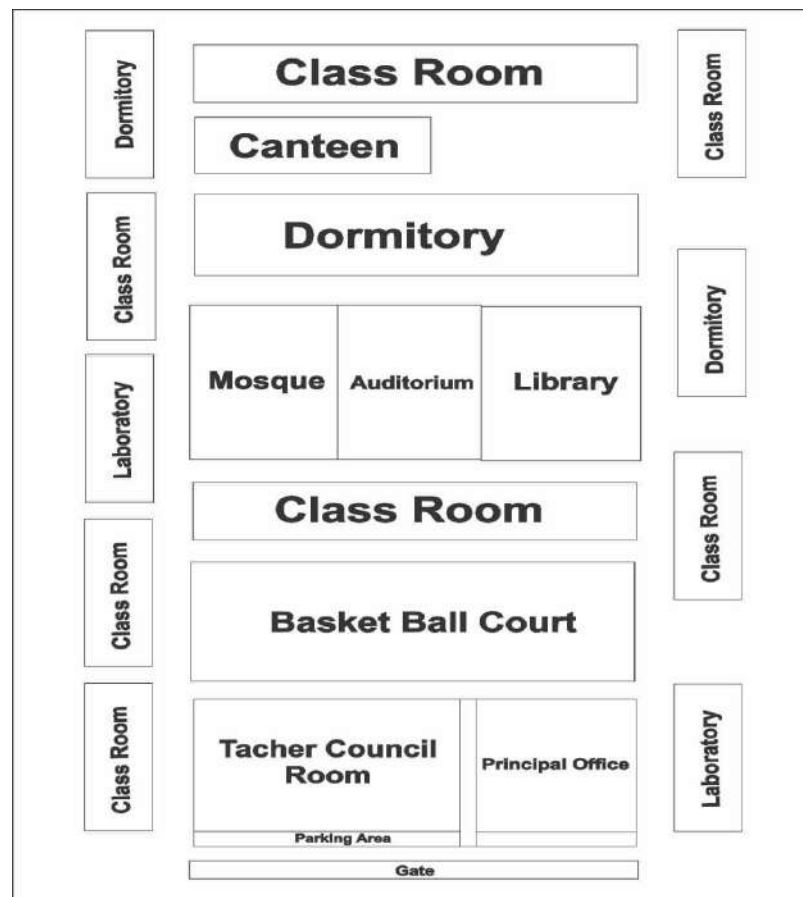 Dormitory
Class Room
Class Room
Canteen
Class Room
Dormitory
Dormitory
Mosque
Auditorium
Library
Laboratory
Class Room
Class Room
Class Room
Basket Ball Court
Class Room
Tacher Council
Room
Principal Office
Laboratory
Parking Area
Gate